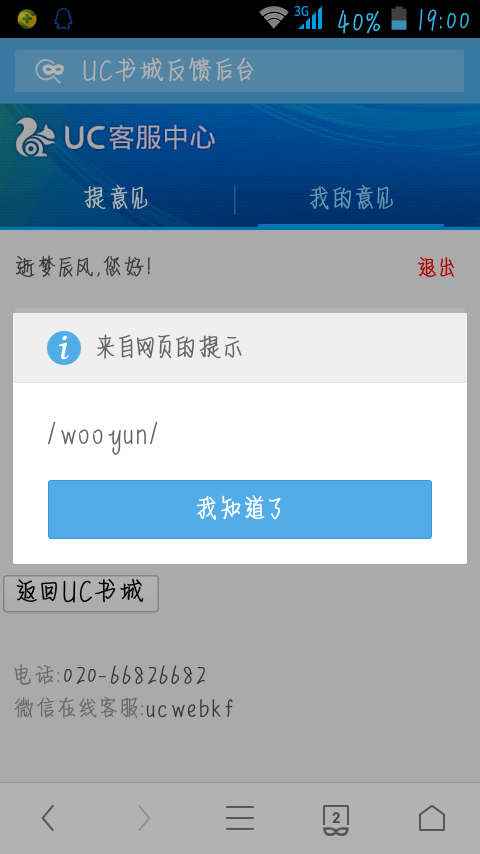 3G 40% 19:00
UC书城反馈后台
UC客服中心
提意见 我的意见
逝梦辰风,您好! 退出
来自网页的提示
/wooyun/
我知道了
返回UC书城
电话:020-66826682
微信在线客服:ucwebkf
2